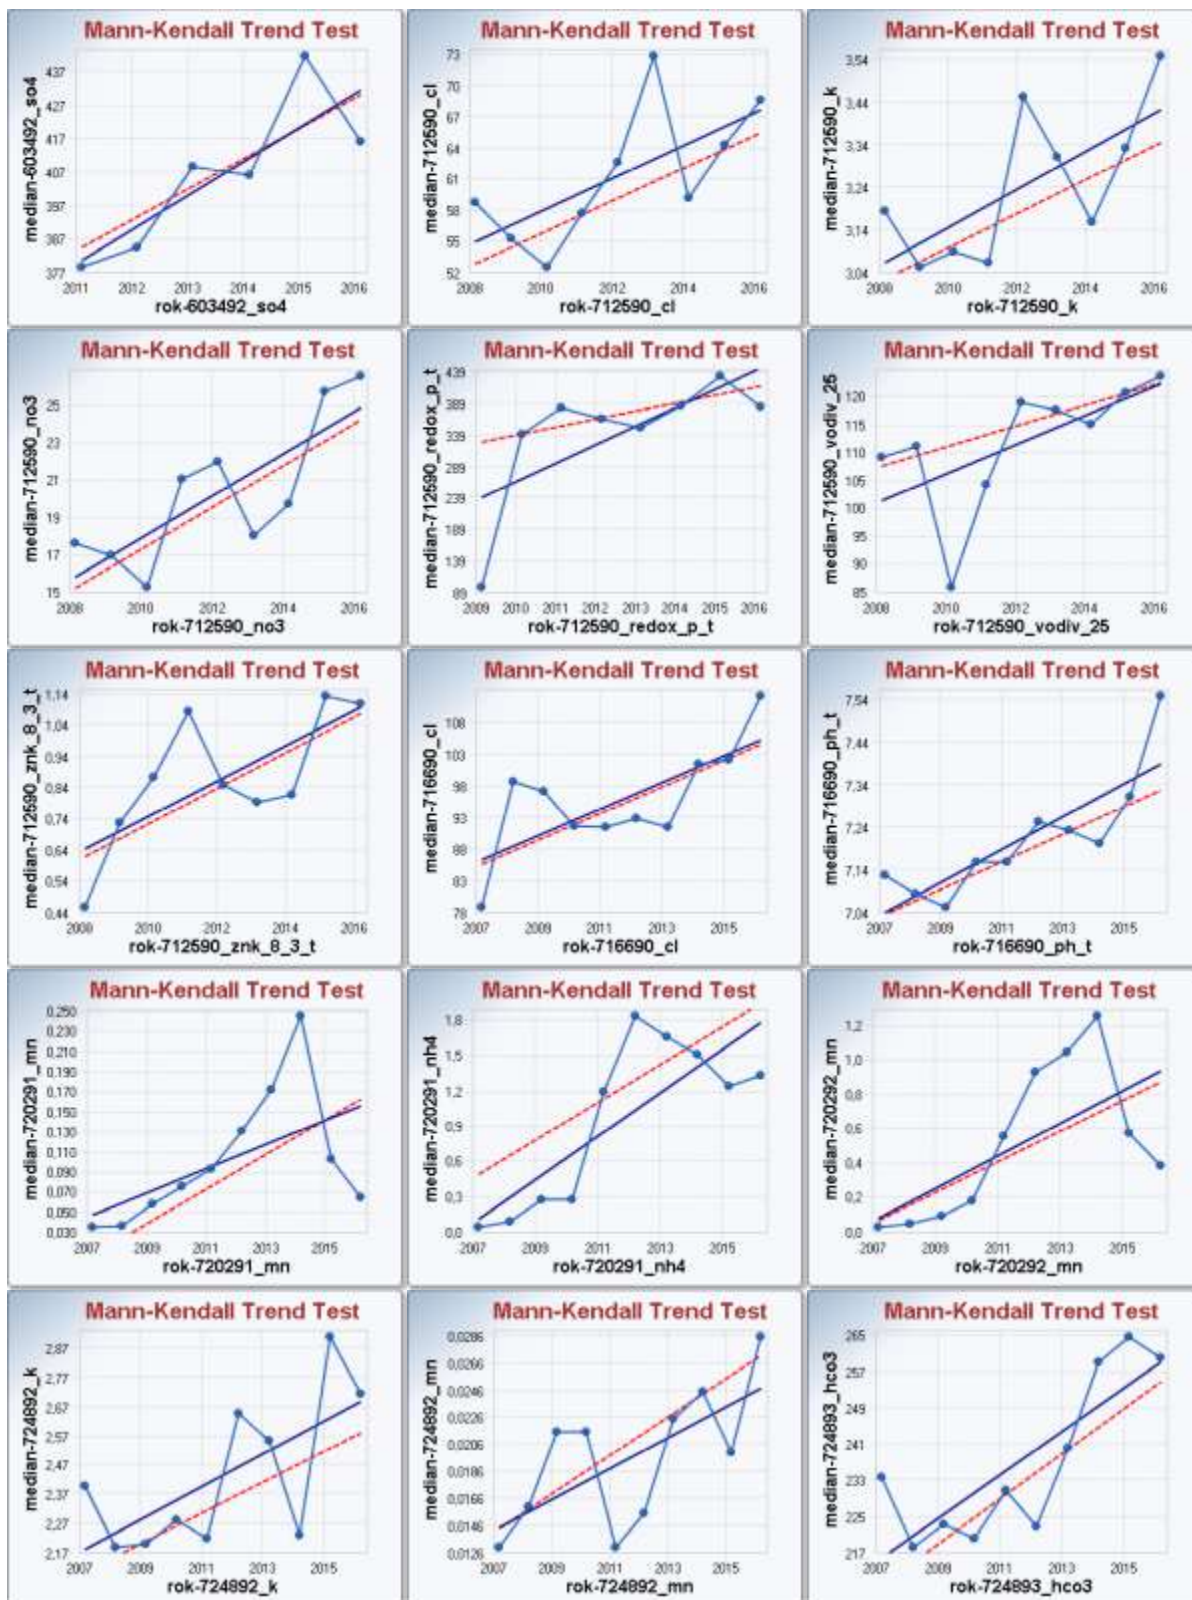 Mann-Kendall Trend Test
median-603492_so4
437
427
417
407
397
387
377
2011 2012 2013 2014 2015 2016
rok-603492_so4
Mann-Kendall Trend Test
median-712590_cl
73
70
67
64
61
58
55
52
2008 2010 2012 2014 2016
rok-712590_cl
Mann-Kendall Trend Test
median-712590_k
3,54
3,44
3,34
3,24
3,14
3,04
2008 2010 2012 2014 2016
rok-712590_k
Mann-Kendall Trend Test
median-712590_no3
25
23
21
19
17
15
2008 2010 2012 2014 2016
rok-712590_no3
Mann-Kendall Trend Test
median-712590_redox_p_t
439
389
339
289
239
189
139
89
2009 2010 2011 2012 2013 2014 2015 2016
rok-712590_redox_p_t
Mann-Kendall Trend Test
median-712590_vodiv_25
120
115
110
105
100
95
90
85
2008 2010 2012 2014 2016
rok-712590_vodiv_25
Mann-Kendall Trend Test
median-712590_znk_8_3_t
1,14
1,04
0,94
0,84
0,74
0,64
0,54
0,44
2008 2010 2012 2014 2016
rok-712590_znk_8_3_t
Mann-Kendall Trend Test
median-716690_cl
108
103
98
93
88
83
78
2007 2009 2011 2013 2015
rok-716690_cl
Mann-Kendall Trend Test
median-716690_ph_t
7,54
7,44
7,34
7,24
7,14
7,04
2007 2009 2011 2013 2015
rok-716690_ph_t
Mann-Kendall Trend Test
median-720291_mn
0,250
0,230
0,210
0,190
0,170
0,150
0,130
0,110
0,090
0,070
0,050
0,030
2007 2009 2011 2013 2015
rok-720291_mn
Mann-Kendall Trend Test
median-720291_nh4
1,8
1,5
1,2
0,9
0,6
0,3
0,0
2007 2009 2011 2013 2015
rok-720291_nh4
Mann-Kendall Trend Test
median-720292_mn
1,2
1,0
0,8
0,6
0,4
0,2
0,0
2007 2009 2011 2013 2015
rok-720292_mn
Mann-Kendall Trend Test
median-724892_k
2,87
2,77
2,67
2,57
2,47
2,37
2,27
2,17
2007 2009 2011 2013 2015
rok-724892_k
Mann-Kendall Trend Test
median-724892_mn
0,0286
0,0266
0,0246
0,0226
0,0206
0,0186
0,0166
0,0146
0,0126
2007 2009 2011 2013 2015
rok-724892_mn
Mann-Kendall Trend Test
median-724893_hco3
265
257
249
241
233
225
217
2007 2009 2011 2013 2015
rok-724893_hco3